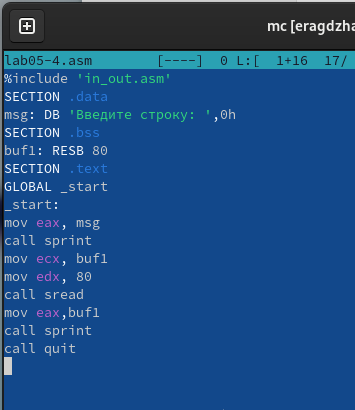 mc [eragdzha
lab05-4.asm [----] 0 L:[ 1+16 17/
%include 'in_out.asm'
SECTION .data
msg: DB 'Введите строку: ',0h
SECTION .bss
buf1: RESB 80
SECTION .text
GLOBAL _start
_start:
mov eax, msg
call sprint
mov ecx, buf1
mov edx, 80
call sread
mov eax,buf1
call sprint
call quit